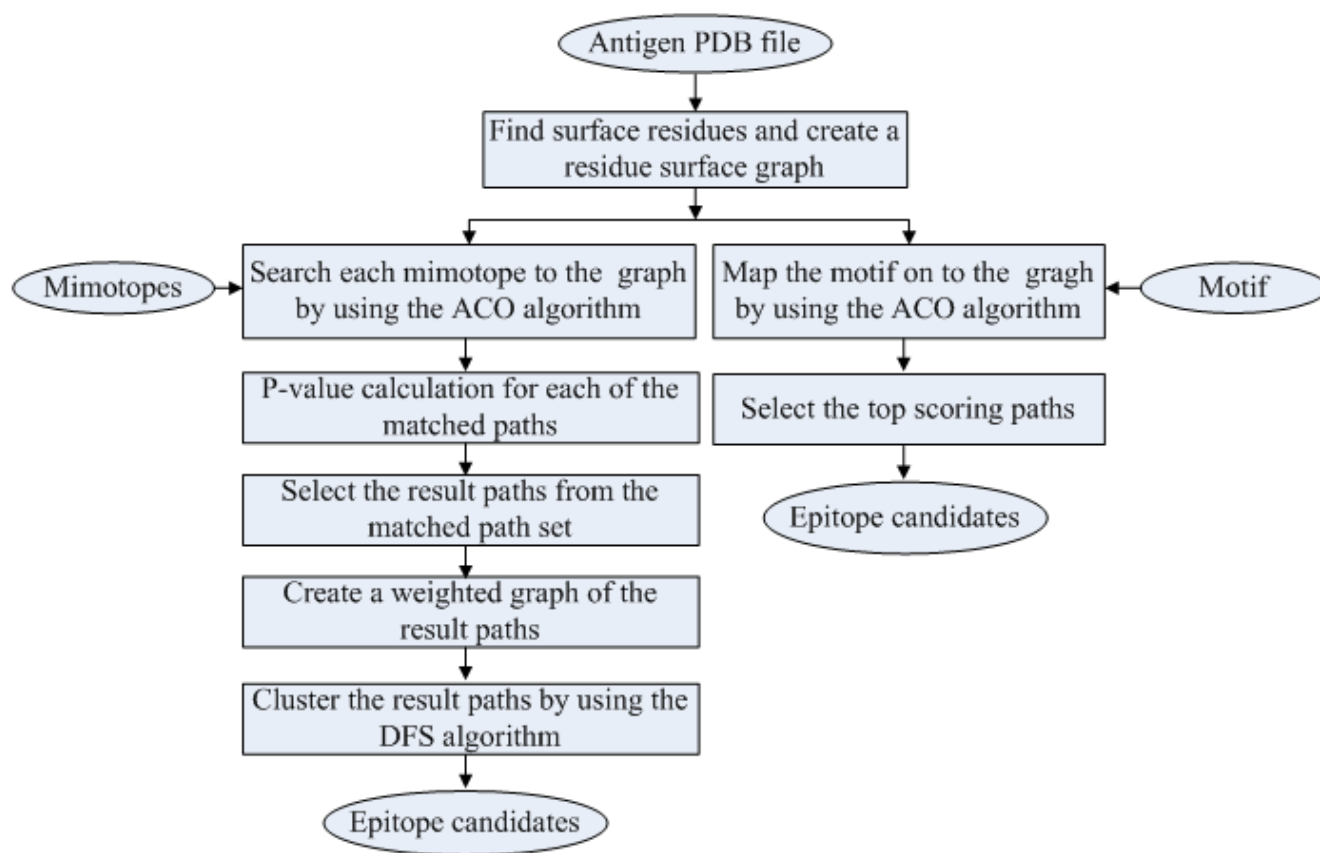 Antigen PDB file
Find surface residues and create a
residue surface graph
Mimotopes
Search each mimotope to the graph
by using the ACO algorithm
Map the motif on to the gragh
by using the ACO algorithm
Motif
P-value calculation for each of the
matched paths
Select the top scoring paths
Select the result paths from the
matched path set
Epitope candidates
Create a weighted graph of the
result paths
Cluster the result paths by using the
DFS algorithm
Epitope candidates